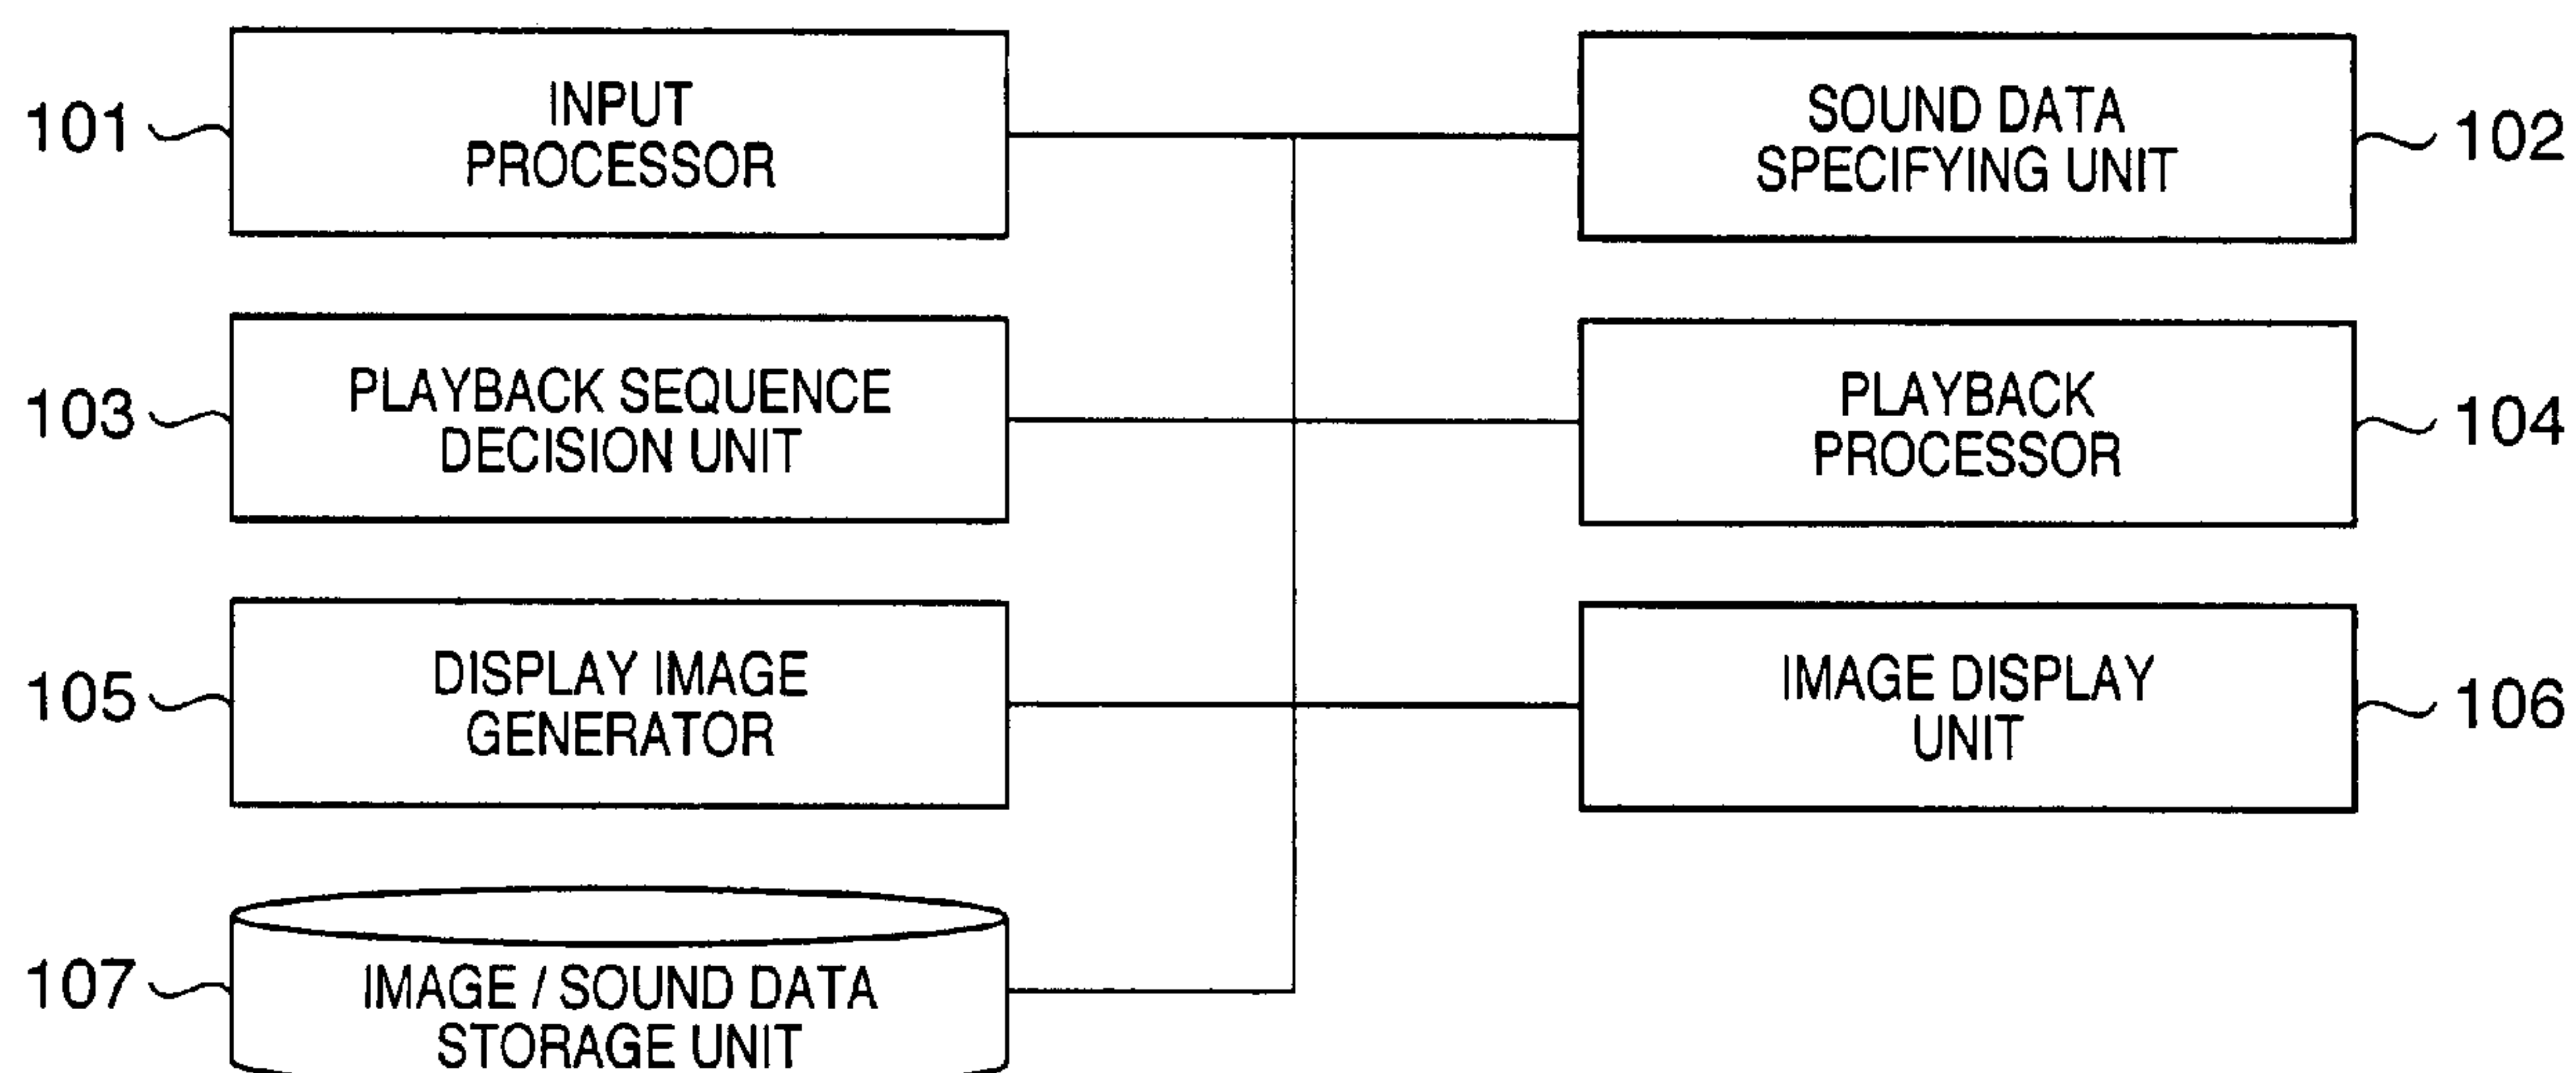 101
INPUT
PROCESSOR
SOUND DATA
SPECIFYING UNIT
102
103
PLAYBACK SEQUENCE
DECISION UNIT
PLAYBACK
PROCESSOR
104
105
DISPLAY IMAGE
GENERATOR
IMAGE DISPLAY
UNIT
106
107
IMAGE / SOUND DATA
STORAGE UNIT